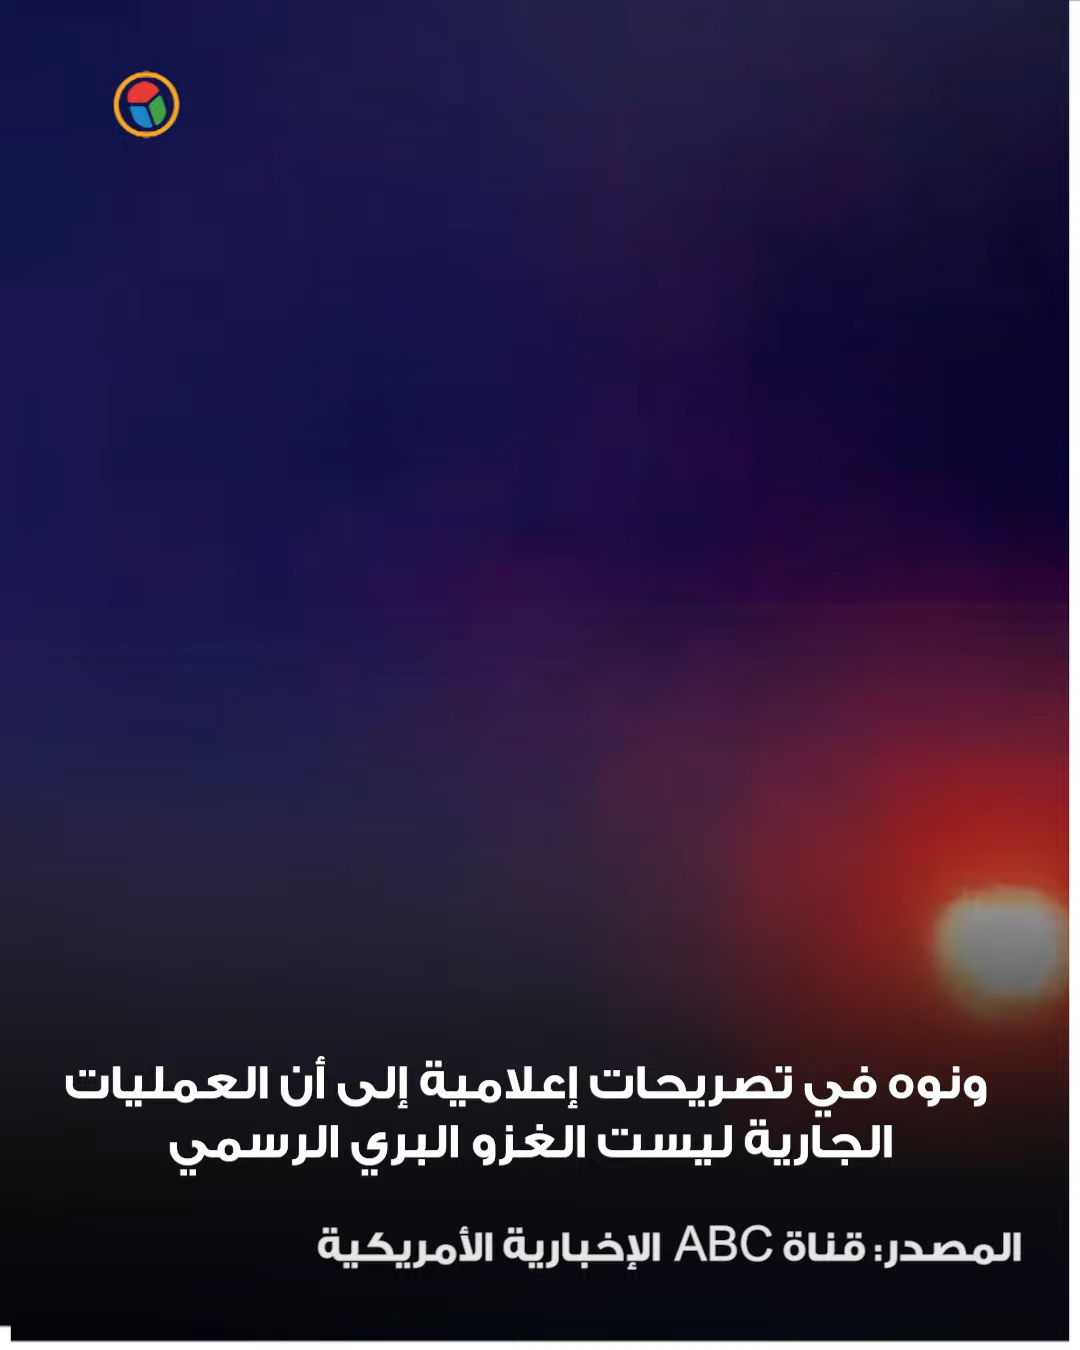 ونوه في تصريحات إعلامية إلى أن العمليات
الجارية ليست الغزو البري الرسمي
المصدر: قناة ABC الإخبارية الأمريكية